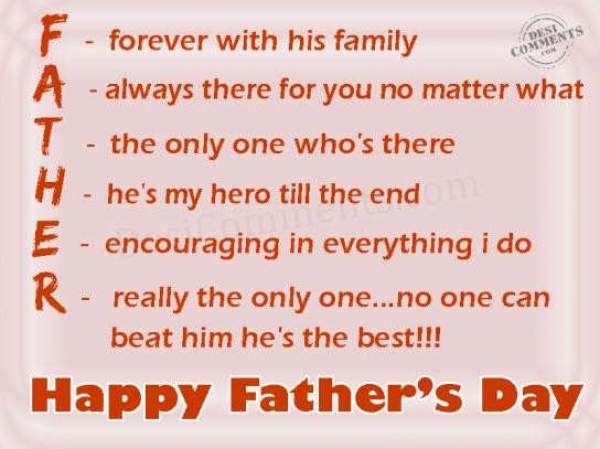 DESI
COMMENTS
.COM
F - forever with his family
A - always there for you no matter what
T - the only one who's there
H - he's my hero till the end
E - encouraging in everything i do
R - really the only one...no one can
beat him he's the best!!!
DesiComments.com
Happy Father's Day